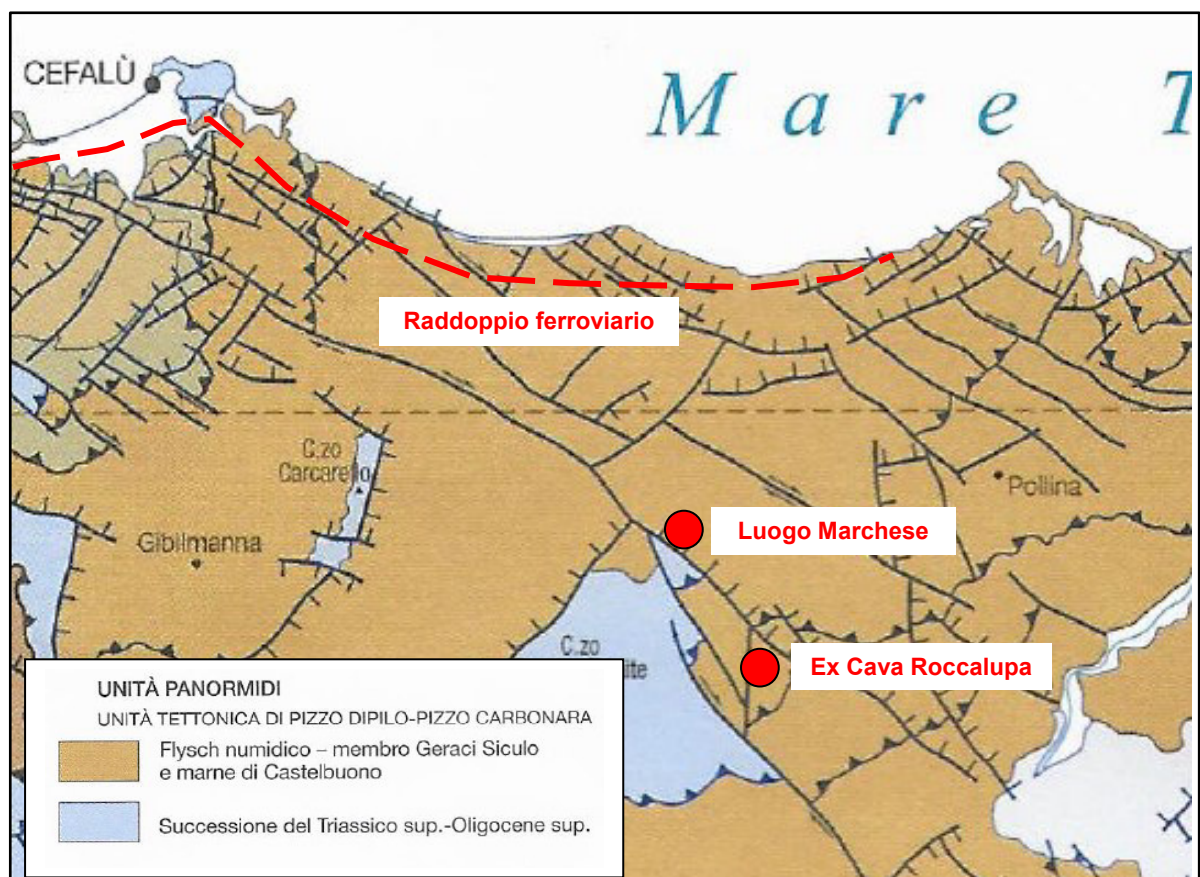 CEFALÙ
Mare T
Raddoppio ferroviario
C.zo
Carcarello
Pollina
Gibilmanna
Luogo Marchese
C.zo
Ex Cava Roccalupa
UNITÀ PANORMIDI
UNITÀ TETTONICA DI PIZZO DIPILO-PIZZO CARBONARA
Flysch numidico – membro Geraci Siculo
e marne di Castelbuono
Successione del Triassico sup.-Oligocene sup.